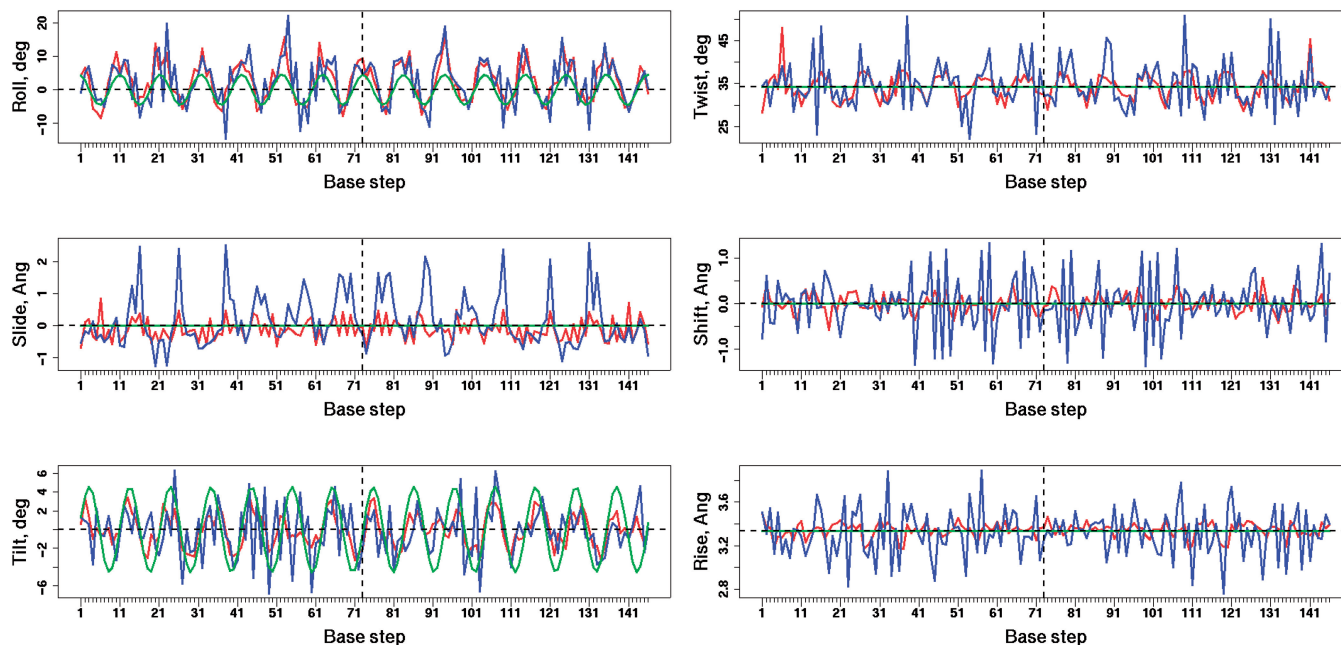 Roll, deg
20
10
0
−10
1 11 21 31 41 51 61 71 81 91 101 111 121 131 141
Base step
Twist, deg
45
35
25
1 11 21 31 41 51 61 71 81 91 101 111 121 131 141
Base step
Slide, Ang
2
1
0
−1
1 11 21 31 41 51 61 71 81 91 101 111 121 131 141
Base step
Shift, Ang
1.0
0.0
−1.0
1 11 21 31 41 51 61 71 81 91 101 111 121 131 141
Base step
Tilt, deg
6
4
2
−2
−6
1 11 21 31 41 51 61 71 81 91 101 111 121 131 141
Base step
Rise, Ang
3.6
3.2
2.8
1 11 21 31 41 51 61 71 81 91 101 111 121 131 141
Base step